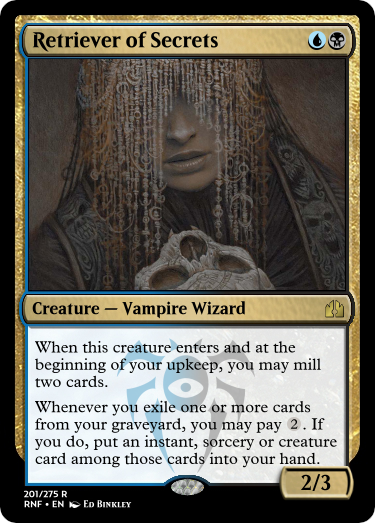 Retriever of Secrets
Creature — Vampire Wizard
When this creature enters and at the
beginning of your upkeep, you may mill
two cards.
Whenever you exile one or more cards
from your graveyard, you may pay 2. If
you do, put an instant, sorcery or creature
card among those cards into your hand.
2/3
201/275 R
RNF • EN Ed Binkley